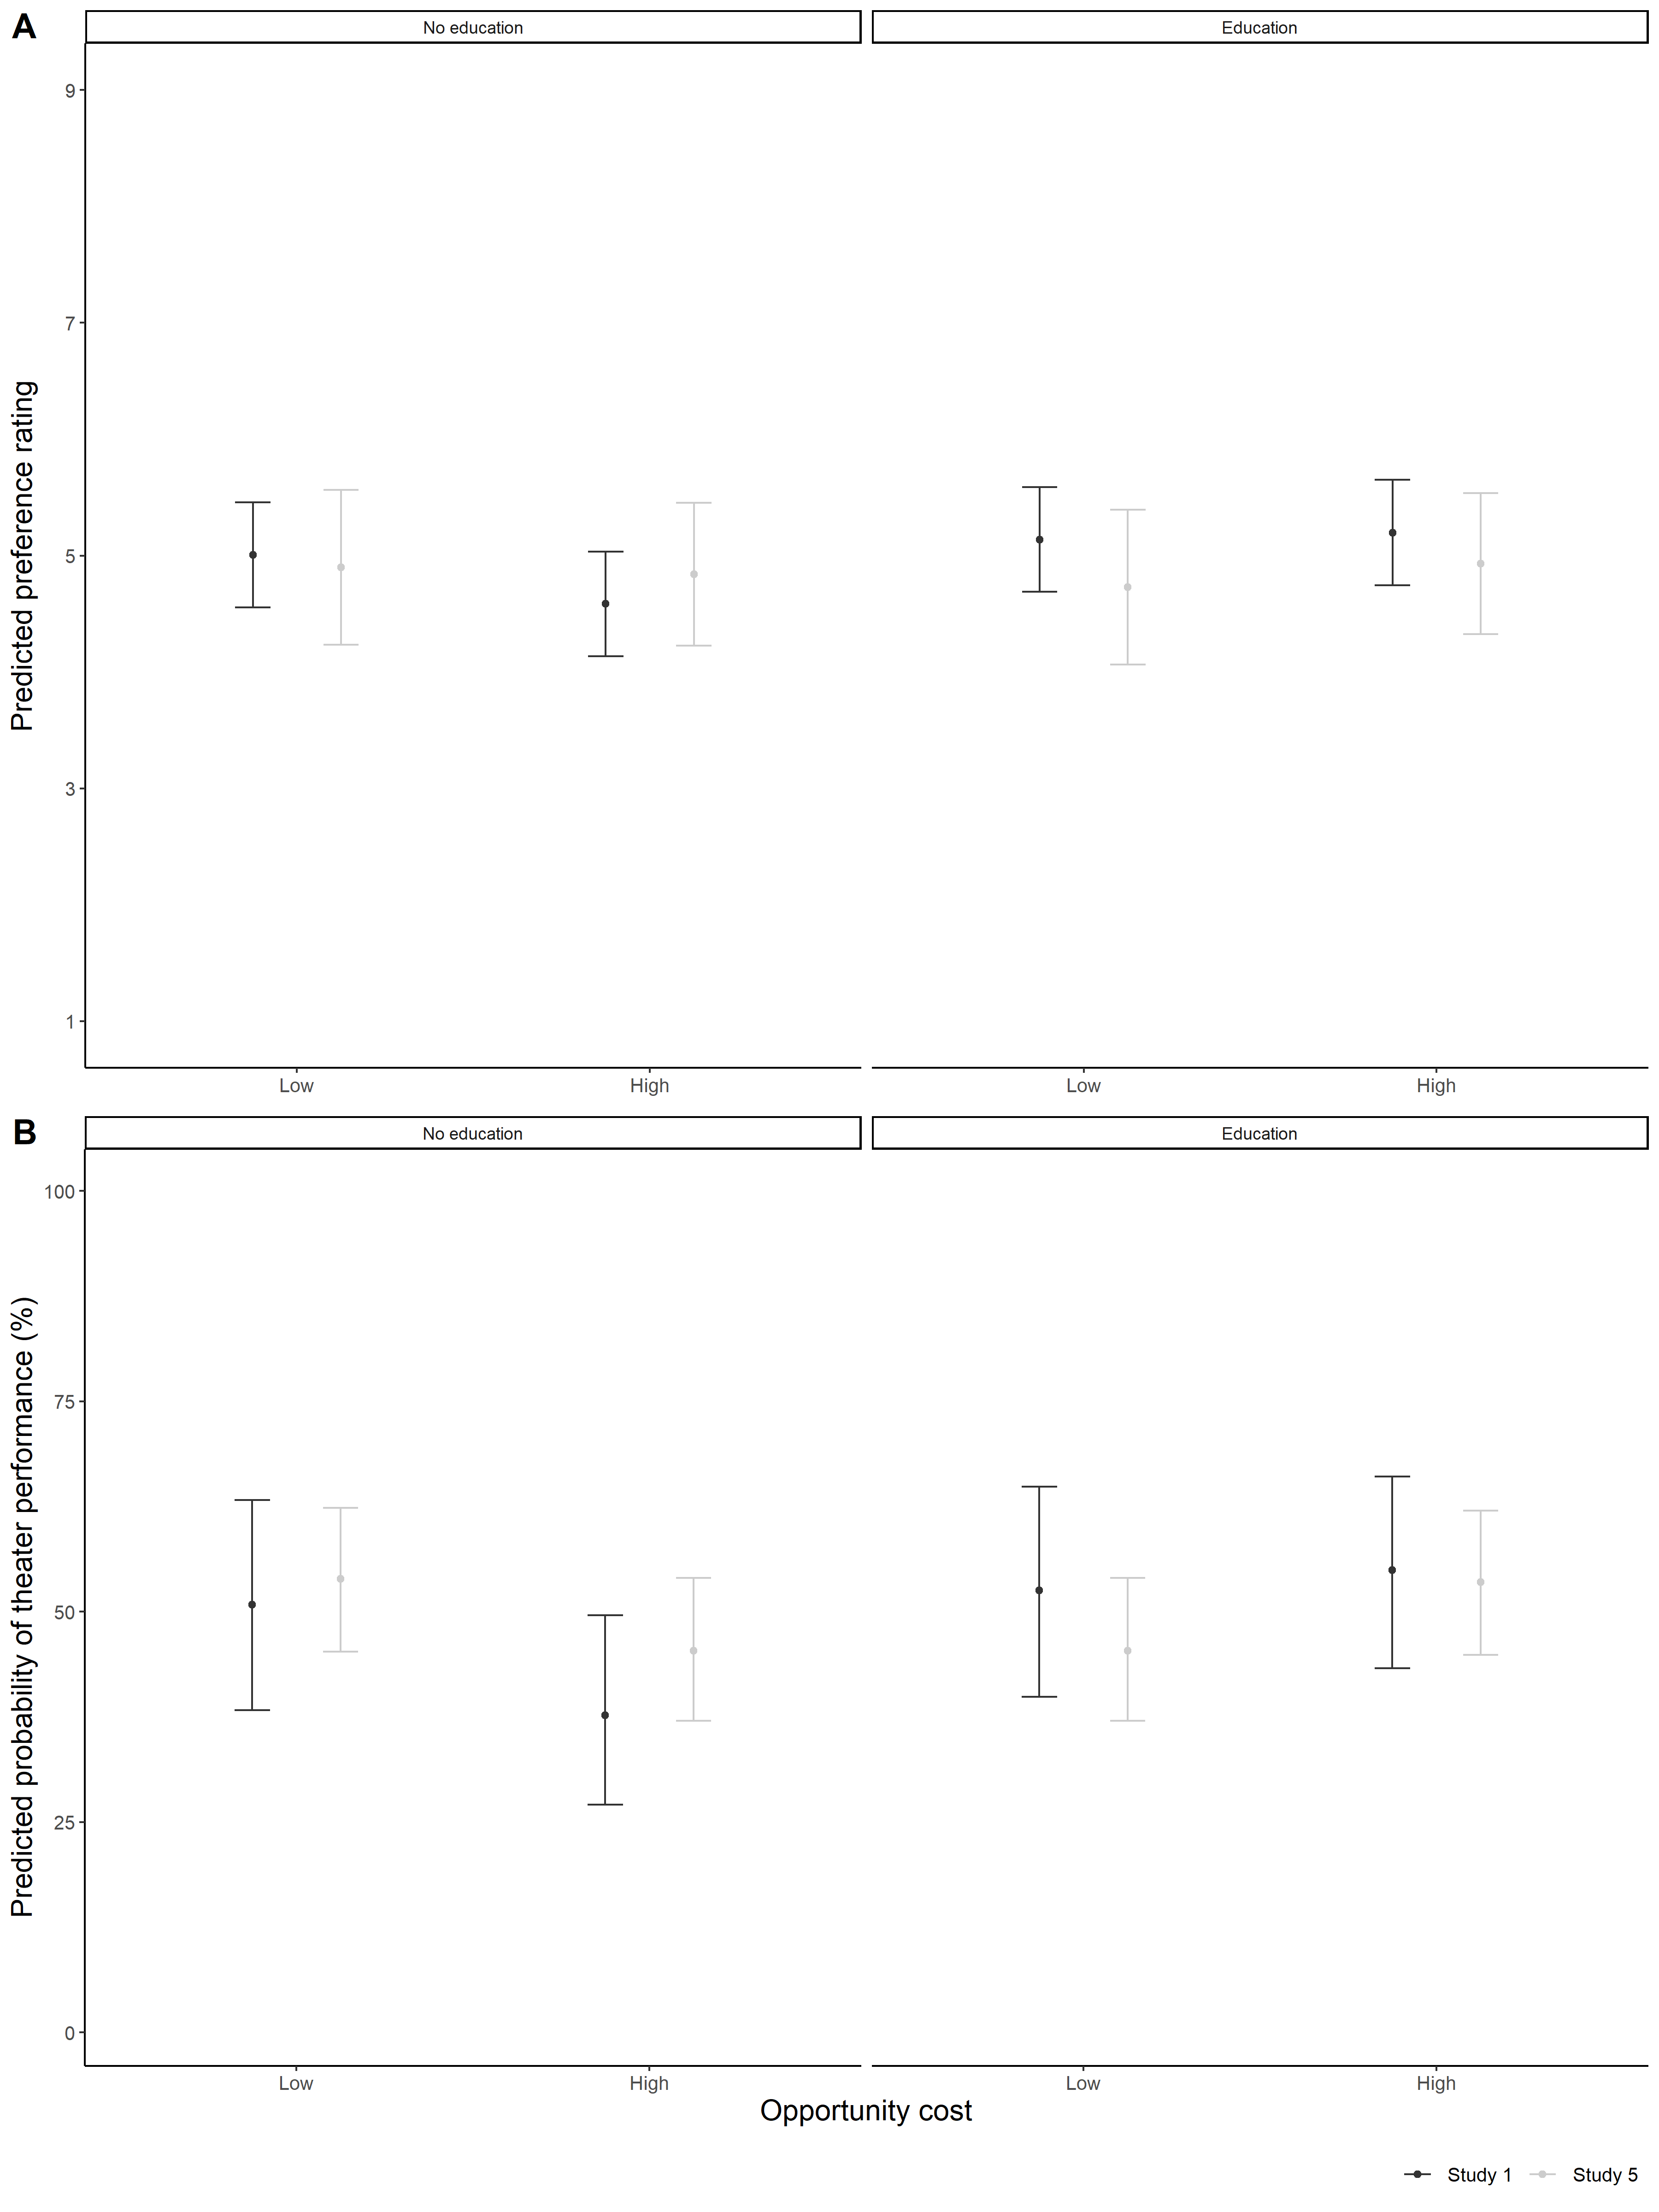 A
No education
Education
Predicted preference rating
9
7
5
3
1
Low
High
Low
High
B
No education
Education
Predicted probability of theater performance (%)
100
75
50
25
0
Low
High
Low
High
Opportunity cost
Study 1
Study 5